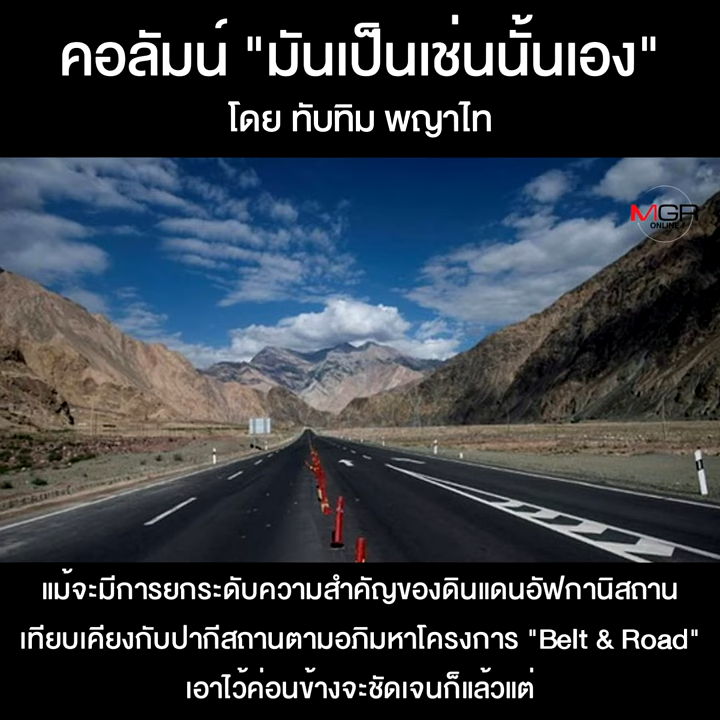 คอลัมน์ "มันเป็นเช่นนั้นเอง"
โดย ทับทิม พญาไท
MGR
ONLINE
แม้จะมีการยกระดับความสำคัญของดินแดนอัฟกานิสถาน
เทียบเคียงกับปากีสถานตามอภิมหาโครงการ "Belt & Road"
เอาไว้ค่อนข้างจะชัดเจนก็แล้วแต่